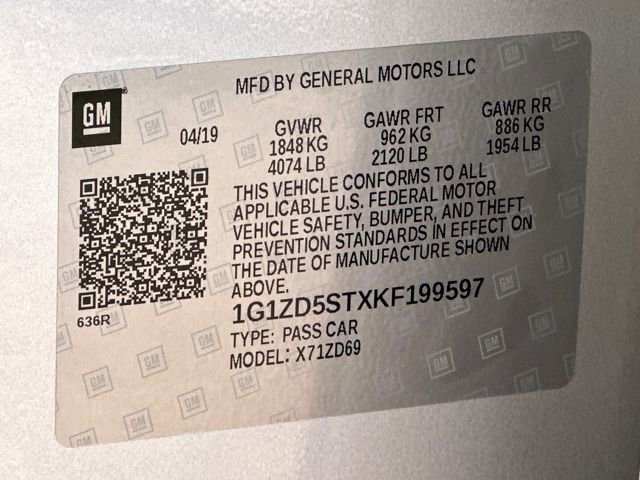 MFD BY GENERAL MOTORS LLC
GM
04/19
GVWR
1848 KG
4074 LB
GAWR FRT
962 KG
2120 LB
GAWR RR
886 KG
1954 LB
THIS VEHICLE CONFORMS TO ALL
APPLICABLE U.S. FEDERAL MOTOR
VEHICLE SAFETY, BUMPER, AND THEFT
PREVENTION STANDARDS IN EFFECT ON
THE DATE OF MANUFACTURE SHOWN
ABOVE.
636R
1G1ZD5STXKF199597
TYPE: PASS CAR
MODEL: X71ZD69